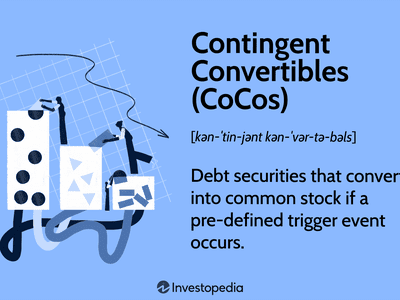 Contingent
Convertibles
(CoCos)
[kən-ˈtin-jənt kən-ˈvər-tə-bəls]
Debt securities that convert
into common stock if a
pre-defined trigger event
occurs.
Investopedia